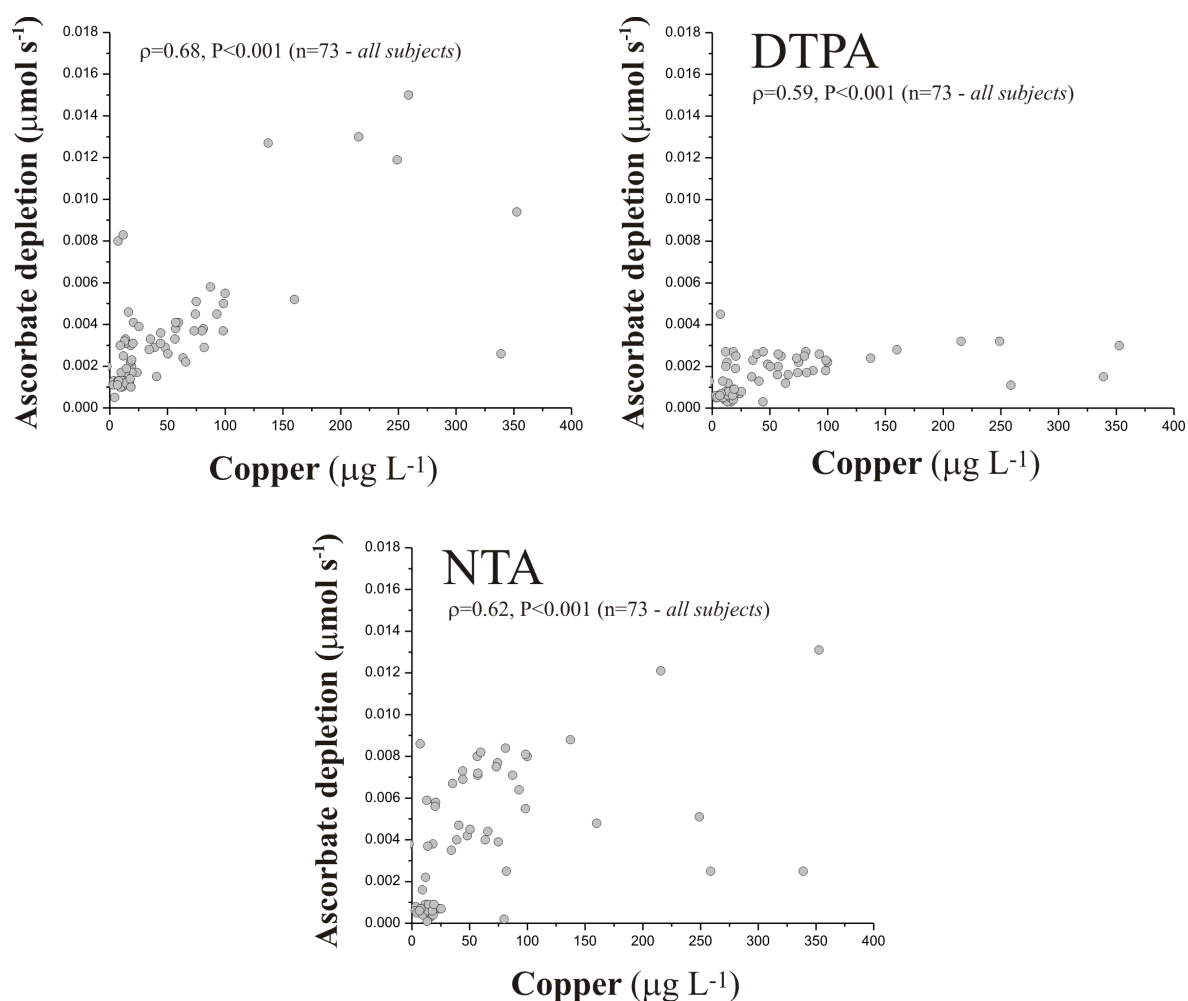 ρ=0.68, P<0.001 (n=73 - all subjects)
Ascorbate depletion (μmol s-1)
0.018
0.016
0.014
0.012
0.010
0.008
0.006
0.004
0.002
0.000
0 50 100 150 200 250 300 350 400
Copper (μg L-1)
DTPA
ρ=0.59, P<0.001 (n=73 - all subjects)
Ascorbate depletion (μmol s-1)
0.018
0.016
0.014
0.012
0.010
0.008
0.006
0.004
0.002
0.000
0 50 100 150 200 250 300 350 400
Copper (μg L-1)
NTA
ρ=0.62, P<0.001 (n=73 - all subjects)
Ascorbate depletion (μmol s-1)
0.018
0.016
0.014
0.012
0.010
0.008
0.006
0.004
0.002
0.000
0 50 100 150 200 250 300 350 400
Copper (μg L-1)